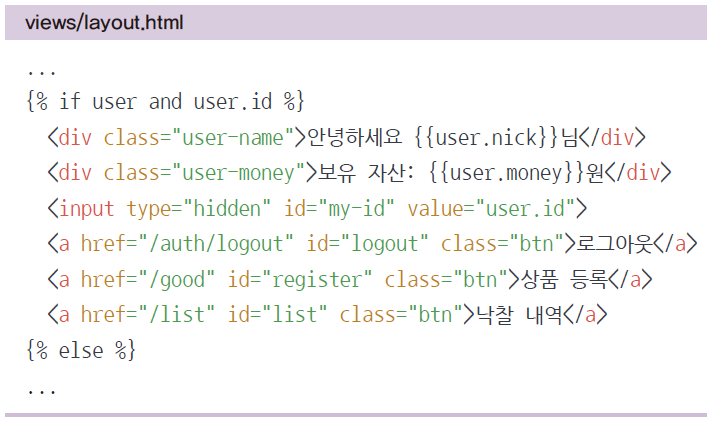 views/layout.html
...
{% if user and user.id %}
<div class="user-name">안녕하세요 {{user.nick}}님</div>
<div class="user-money">보유 자산: {{user.money}}원</div>
<input type="hidden" id="my-id" value="user.id">
<a href="/auth/logout" id="logout" class="btn">로그아웃</a>
<a href="/good" id="register" class="btn">상품 등록</a>
<a href="/list" id="list" class="btn">낙찰 내역</a>
{% else %}
...